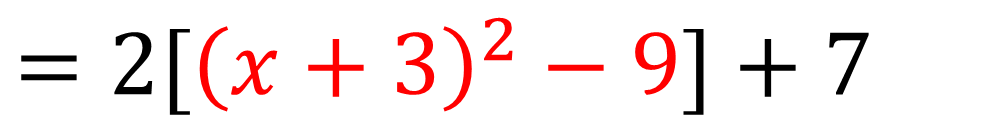 = 2[(x + 3)² − 9] + 7